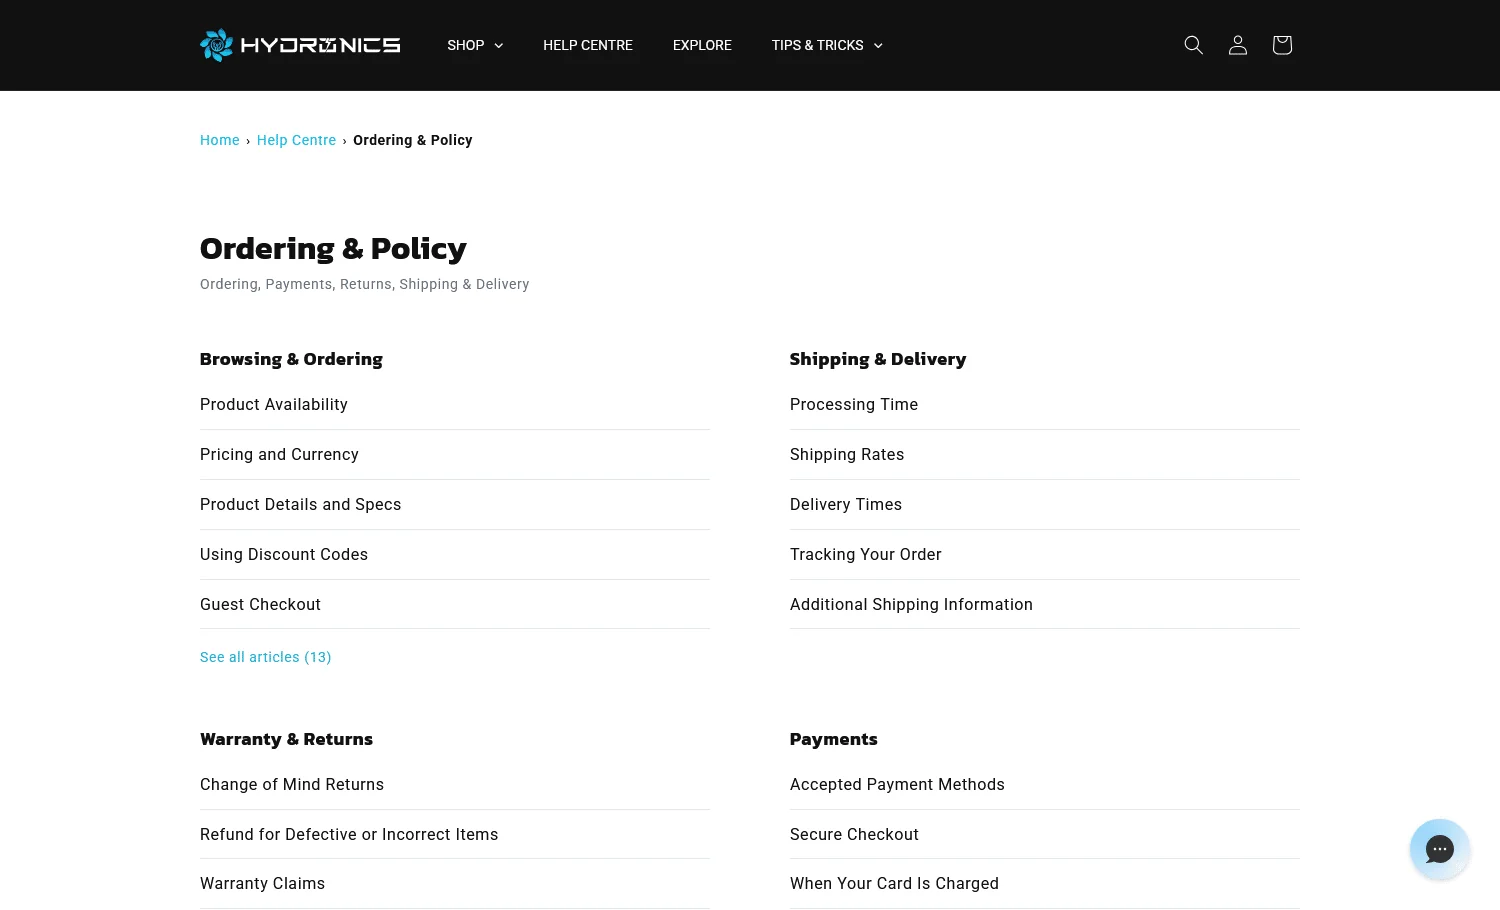 HYDRONICS
SHOP
HELP CENTRE
EXPLORE
TIPS & TRICKS
Home › Help Centre › Ordering & Policy
Ordering & Policy
Ordering, Payments, Returns, Shipping & Delivery
Browsing & Ordering
Product Availability
Pricing and Currency
Product Details and Specs
Using Discount Codes
Guest Checkout
See all articles (13)
Shipping & Delivery
Processing Time
Shipping Rates
Delivery Times
Tracking Your Order
Additional Shipping Information
Warranty & Returns
Change of Mind Returns
Refund for Defective or Incorrect Items
Warranty Claims
Payments
Accepted Payment Methods
Secure Checkout
When Your Card Is Charged